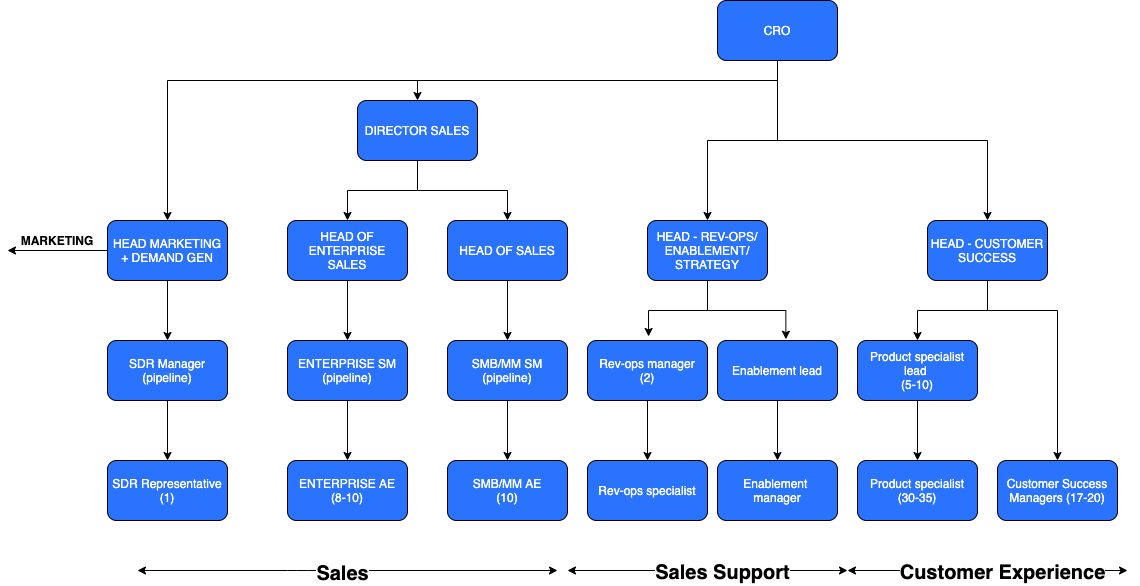 CRO
DIRECTOR SALES
MARKETING
HEAD MARKETING
+ DEMAND GEN
HEAD OF
ENTERPRISE
SALES
HEAD OF SALES
HEAD - REV-OPS/
ENABLEMENT/
STRATEGY
HEAD - CUSTOMER
SUCCESS
SDR Manager
(pipeline)
ENTERPRISE SM
(pipeline)
SMB/MM SM
(pipeline)
Rev-ops manager
(2)
Enablement lead
Product specialist
lead
(5-10)
SDR Representative
(1)
ENTERPRISE AE
(8-10)
SMB/MM AE
(10)
Rev-ops specialist
Enablement
manager
Product specialist
(30-35)
Customer Success
Managers (17-20)
Sales
Sales Support
Customer Experience